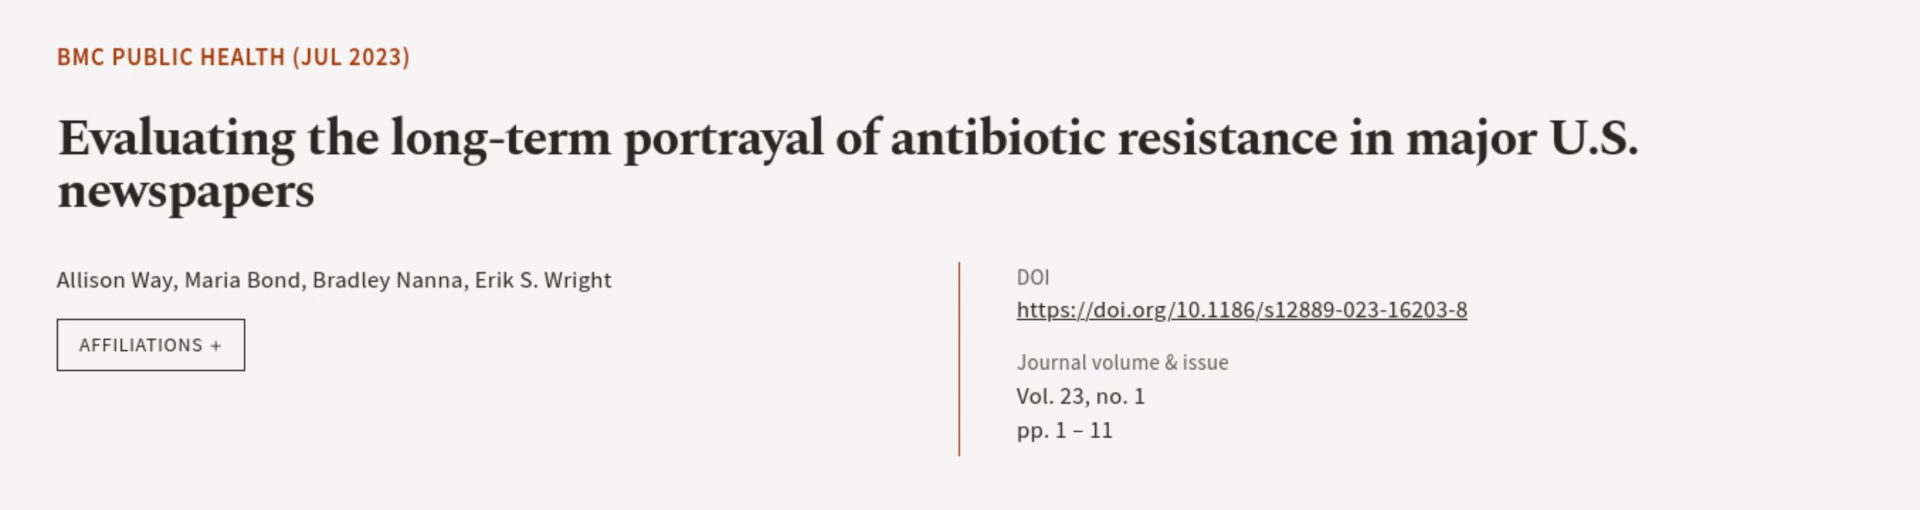 BMC PUBLIC HEALTH (JUL 2023)
Evaluating the long-term portrayal of antibiotic resistance in major U.S.
newspapers
Allison Way, Maria Bond, Bradley Nanna, Erik S. Wright
AFFILIATIONS +
DOI
https://doi.org/10.1186/s12889-023-16203-8
Journal volume & issue
Vol. 23, no. 1
pp. 1 – 11